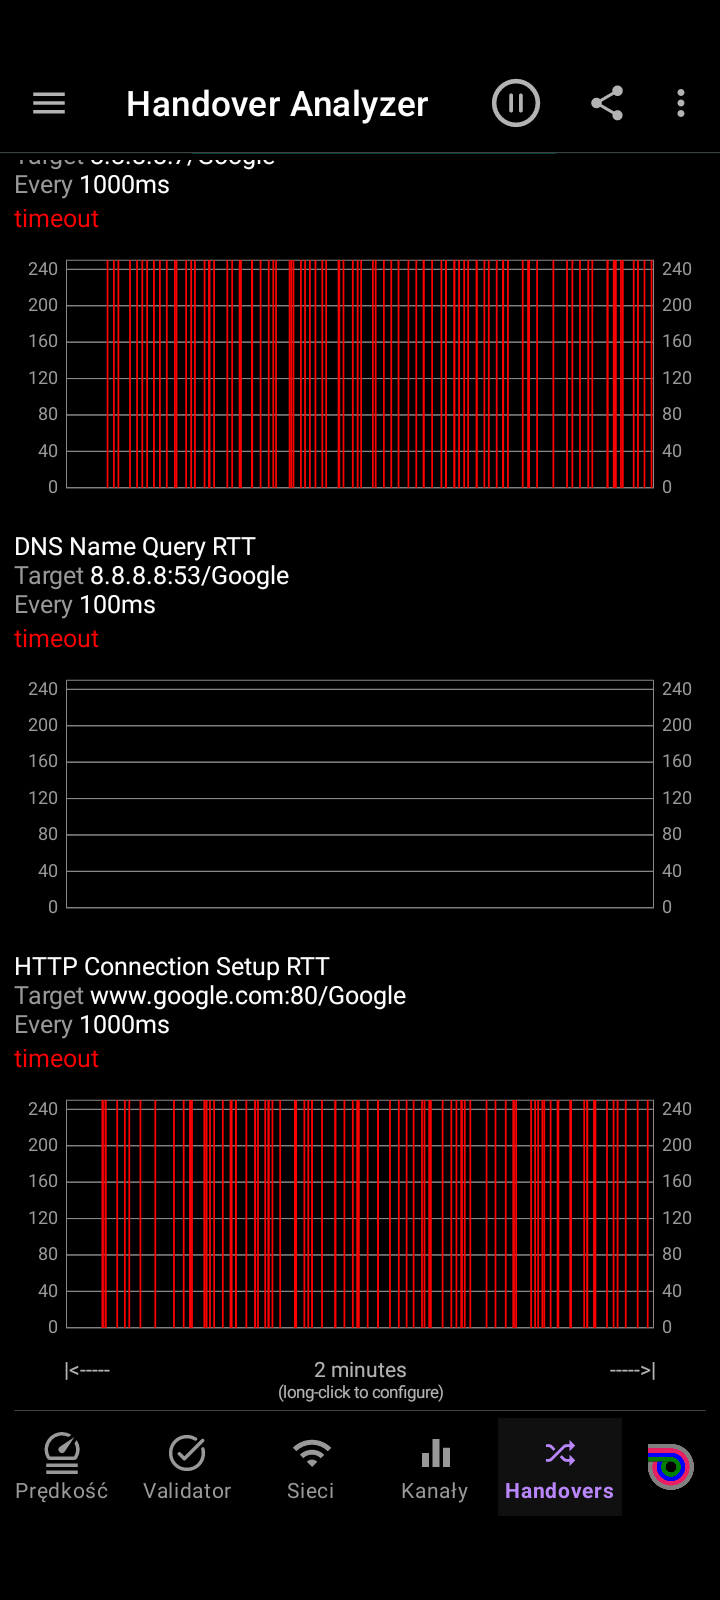 Handover Analyzer
Every 1000ms
timeout
240 240
200 200
160 160
120 120
80 80
40 40
0 0
DNS Name Query RTT
Target 8.8.8.8:53/Google
Every 100ms
timeout
240 240
200 200
160 160
120 120
80 80
40 40
0 0
HTTP Connection Setup RTT
Target www.google.com:80/Google
Every 1000ms
timeout
240 240
200 200
160 160
120 120
80 80
40 40
0 0
|<----- 2 minutes ----->|
(long-click to configure)
Prędkość Validator Sieci Kanały Handovers